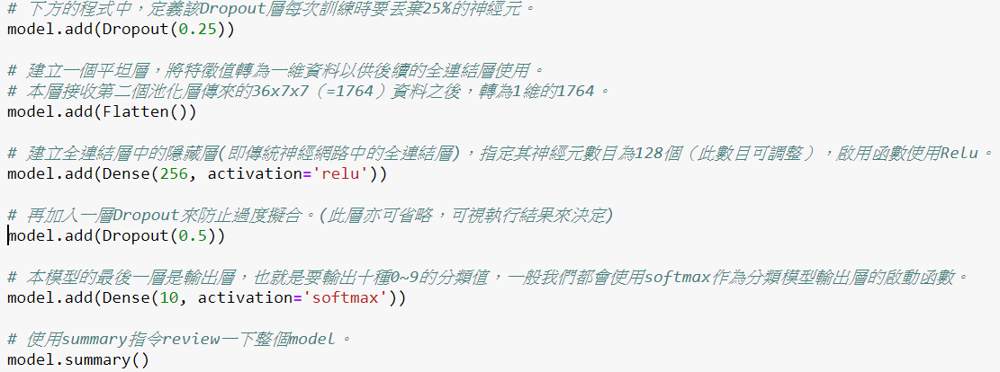 # 下方的程式中，定義該Dropout層每次訓練時要丟棄25%的神經元。
model.add(Dropout(0.25))
# 建立一個平坦層，將特徵值轉為一維資料以供後續的全連結層使用。
# 本層接收第二個池化層傳來的36x7x7（=1764）資料之後，轉為1維的1764。
model.add(Flatten())
# 建立全連結層中的隱藏層(即傳統神經網路中的全連結層)，指定其神經元數目為128個（此數目可調整），啟用函數使用Relu。
model.add(Dense(256, activation='relu'))
# 再加入一層Dropout來防止過度擬合。(此層亦可省略，可視執行結果來決定)
model.add(Dropout(0.5))
# 本模型的最後一層是輸出層，也就是要輸出十種0~9的分類值，一般我們都會使用softmax作為分類模型輸出層的啟動函數。
model.add(Dense(10, activation='softmax'))
# 使用summary指令review一下整個model。
model.summary()